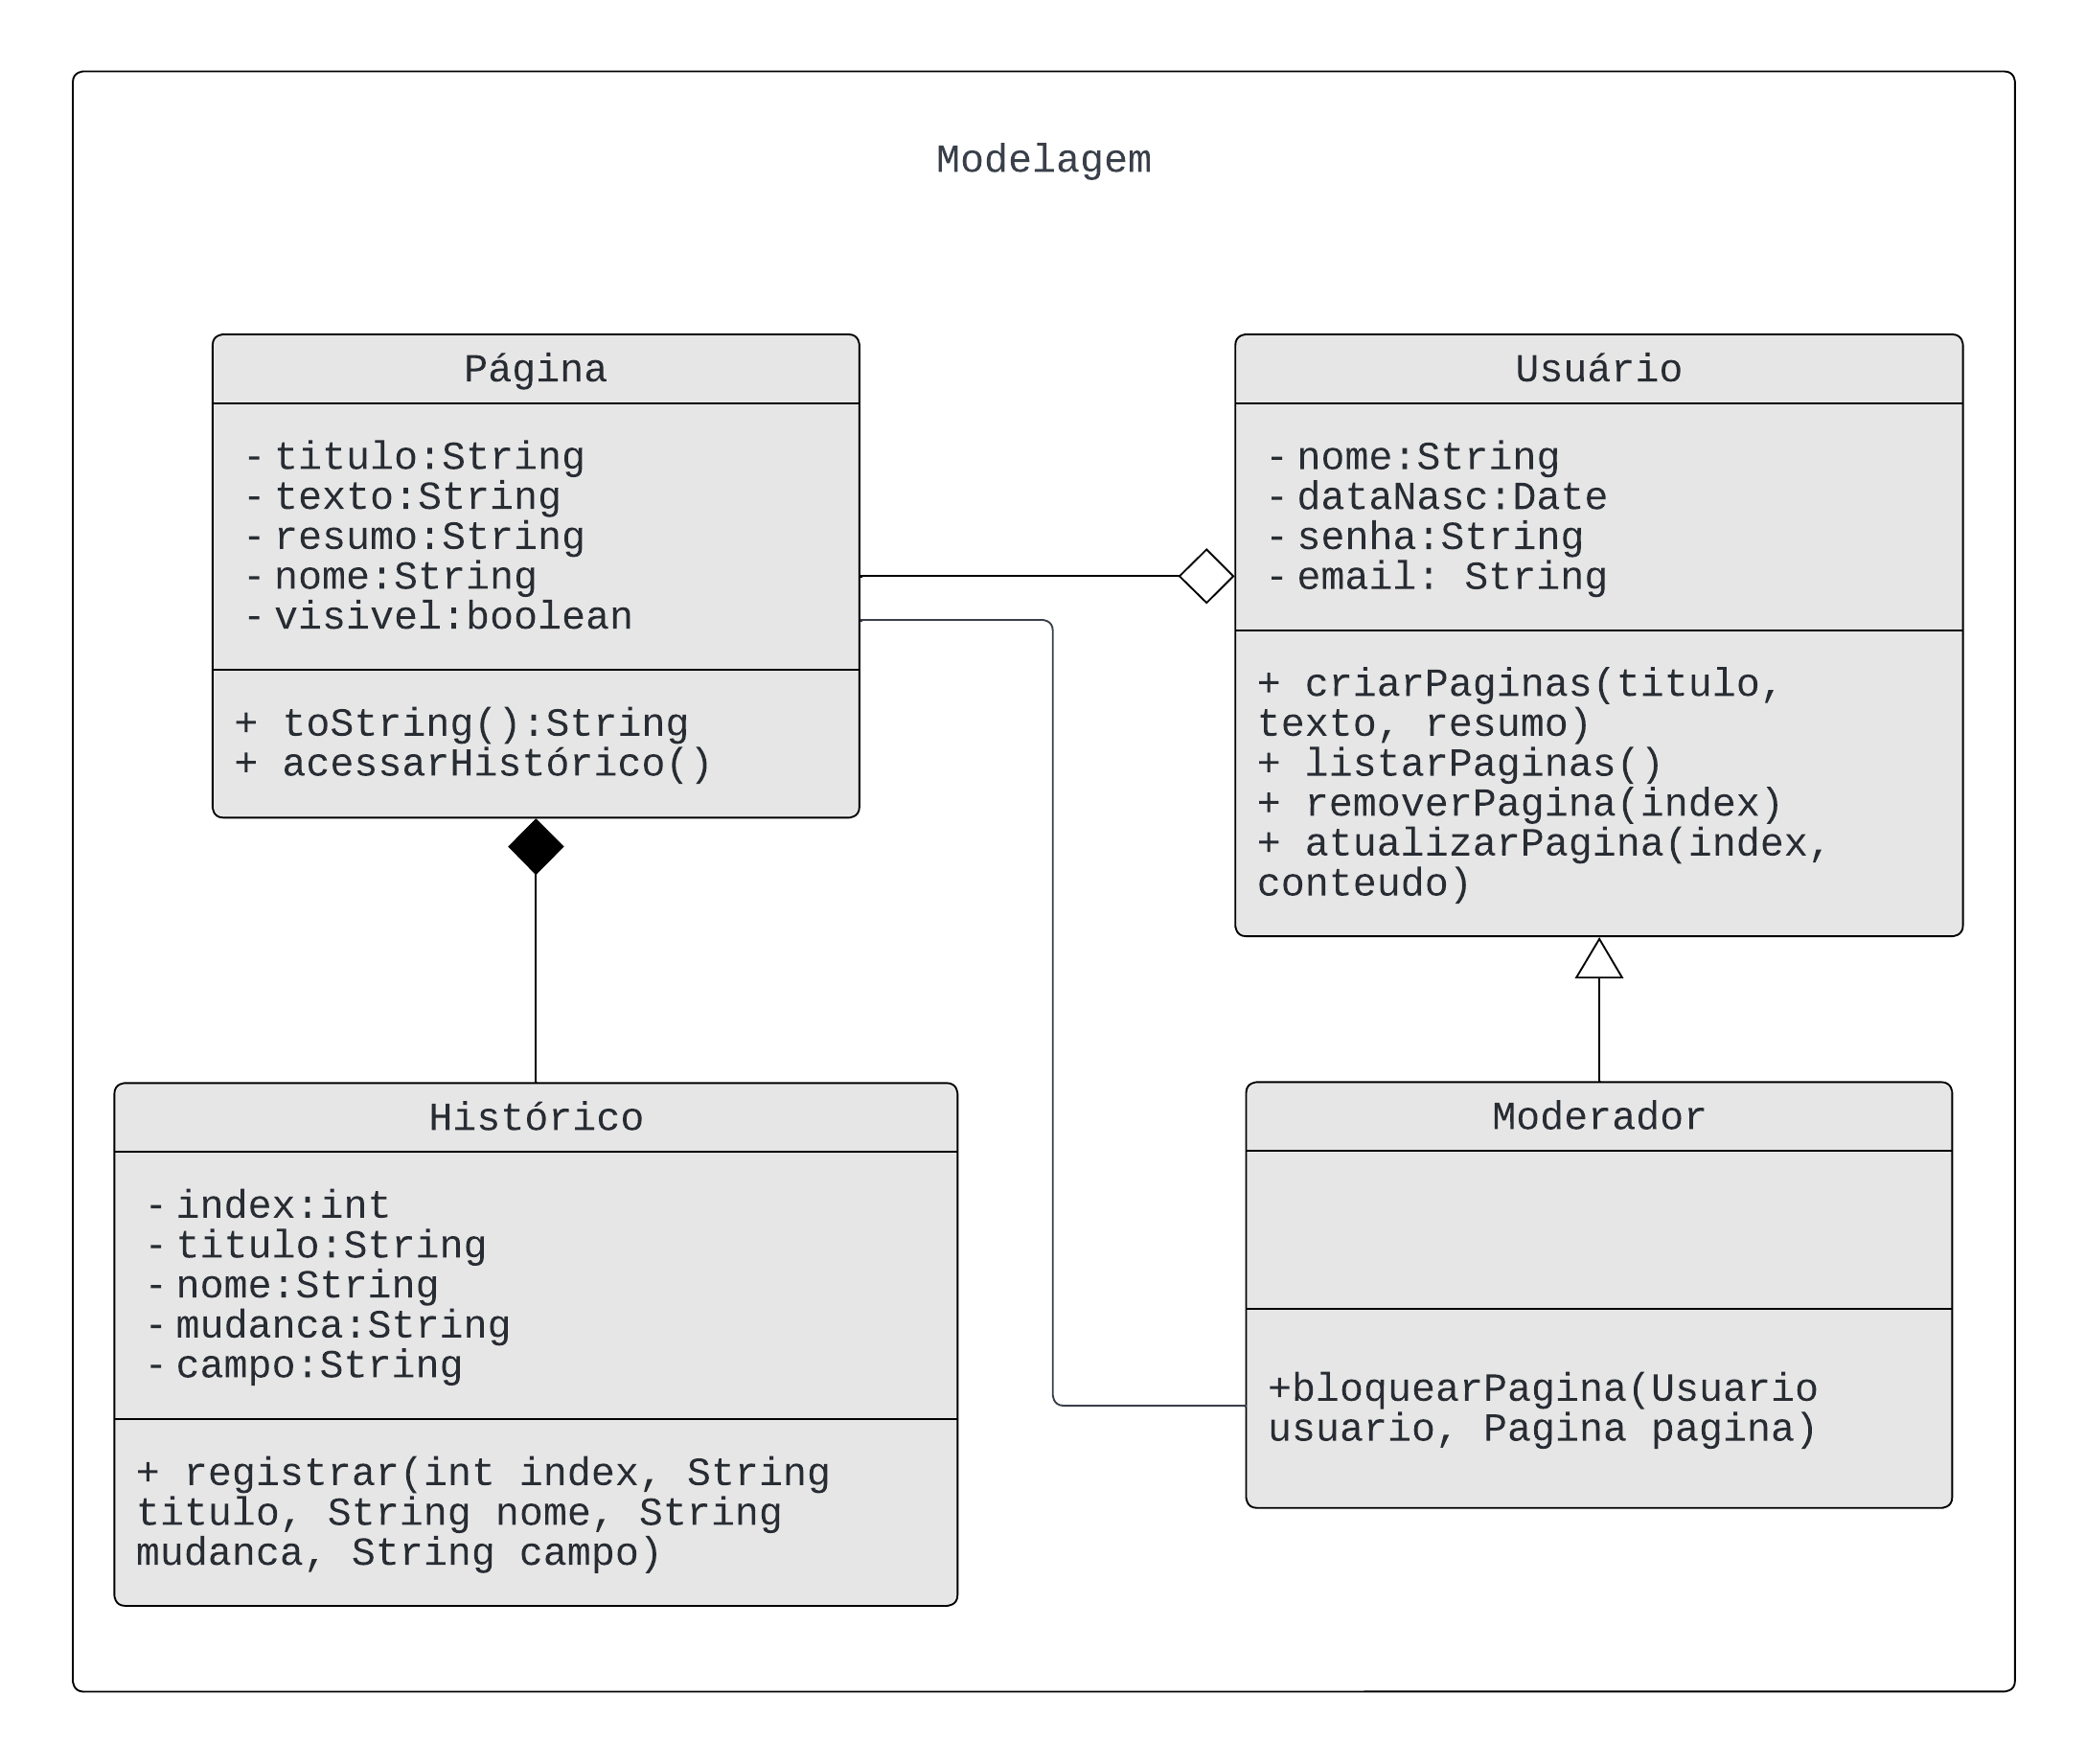 Modelagem
Página
- titulo:String
- texto:String
- resumo:String
- nome:String
- visivel:boolean
+ toString():String
+ acessarHistórico()
Usuário
- nome:String
- dataNasc:Date
- senha:String
- email: String
+ criarPaginas(titulo,
texto, resumo)
+ listarPaginas()
+ removerPagina(index)
+ atualizarPagina(index,
conteudo)
Histórico
- index:int
- titulo:String
- nome:String
- mudanca:String
- campo:String
+ registrar(int index, String
titulo, String nome, String
mudanca, String campo)
Moderador
+bloquearPagina(Usuario
usuario, Pagina pagina)